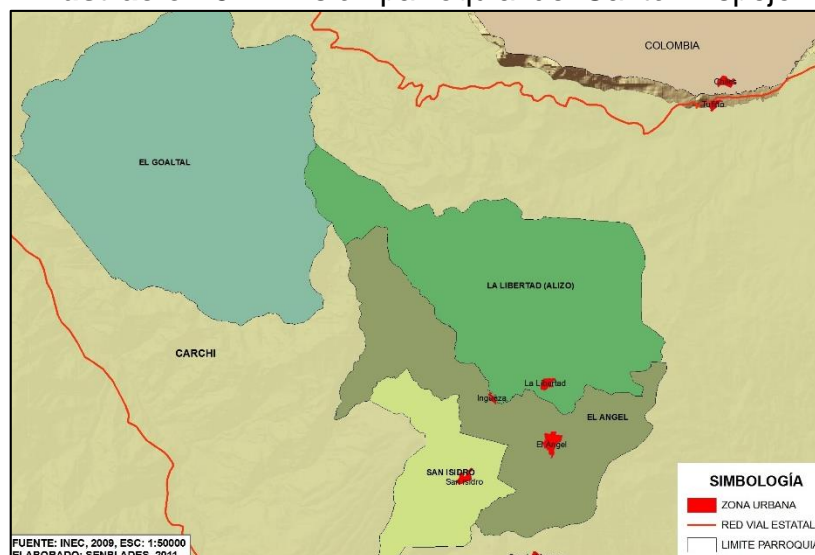 COLOMBIA
Tulcán
EL GOALTAL
LA LIBERTAD (ALIZO)
CARCHI
La Libertad
Ingueza
EL ANGEL
El Angel
SAN ISIDRO
San Isidro
SIMBOLOGÍA
ZONA URBANA
RED VIAL ESTATAL
LIMITE PARROQUIA
FUENTE: INEC, 2009, ESC: 1:50000